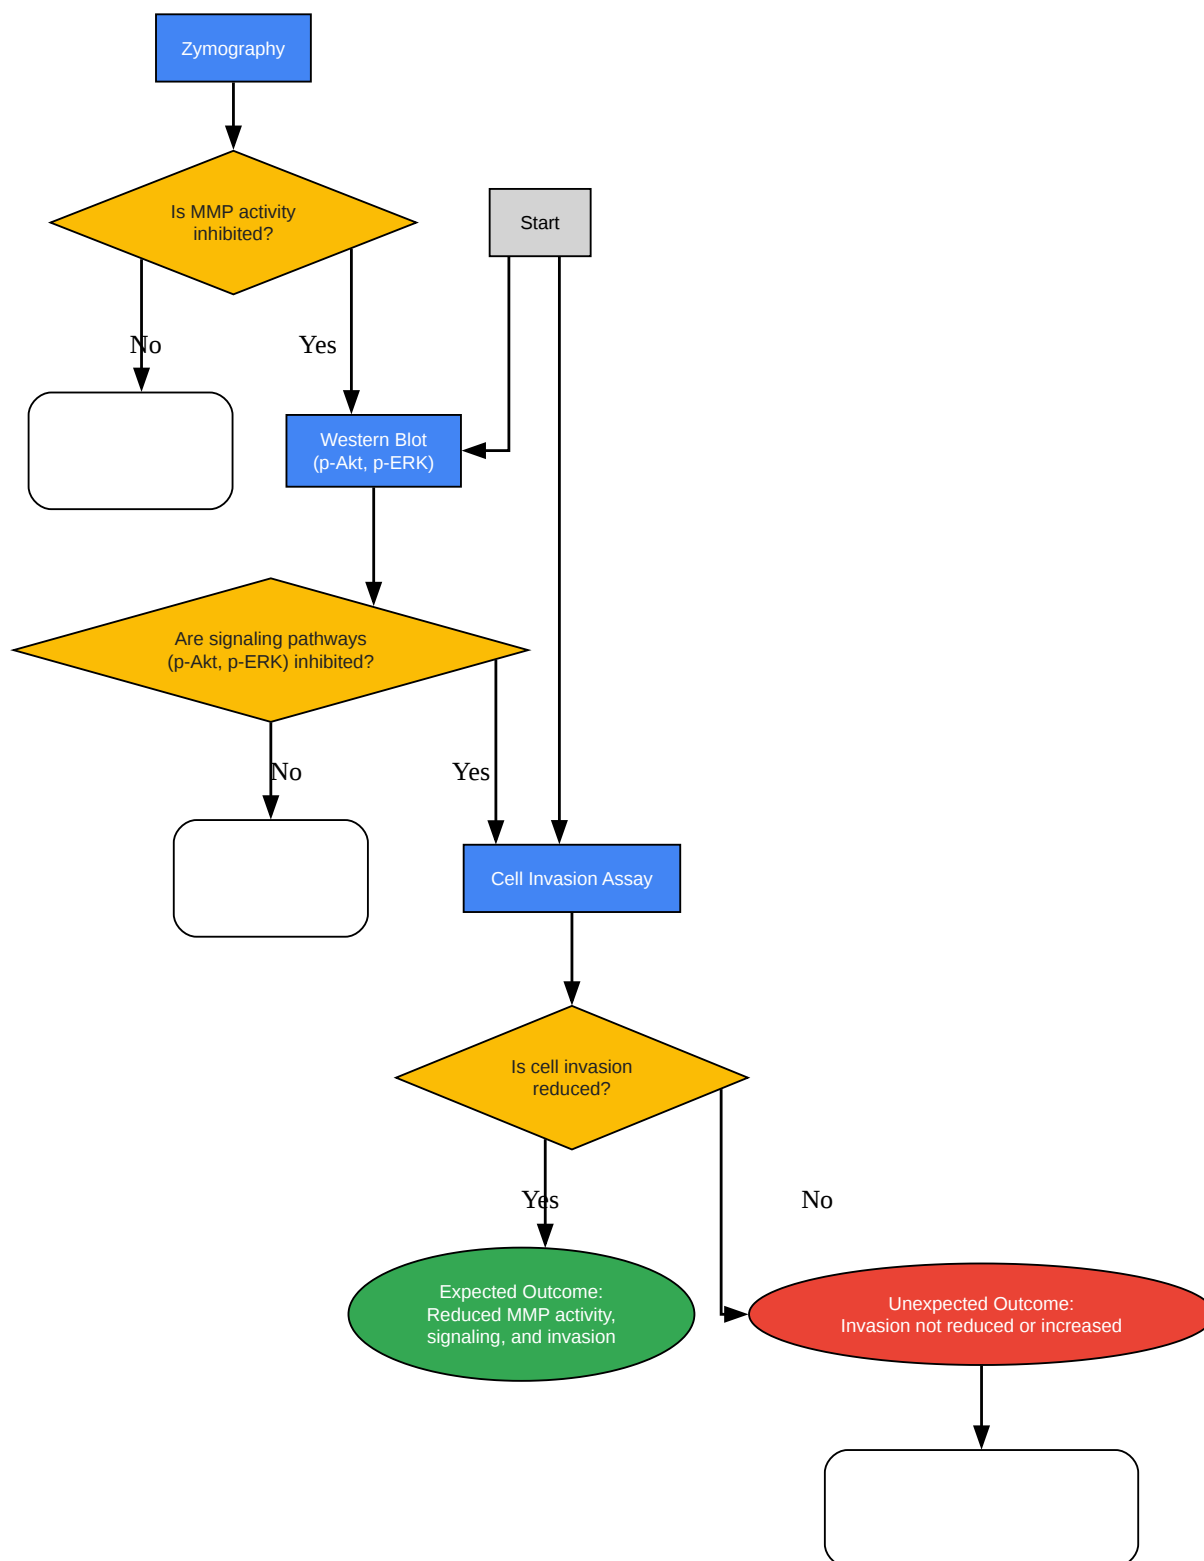 Zymography
Is MMP activity
inhibited?
Start
No
Yes
Western Blot
(p-Akt, p-ERK)
Are signaling pathways
(p-Akt, p-ERK) inhibited?
No
Yes
Cell Invasion Assay
Is cell invasion
reduced?
Yes
No
Expected Outcome:
Reduced MMP activity,
signaling, and invasion
Unexpected Outcome:
Invasion not reduced or increased